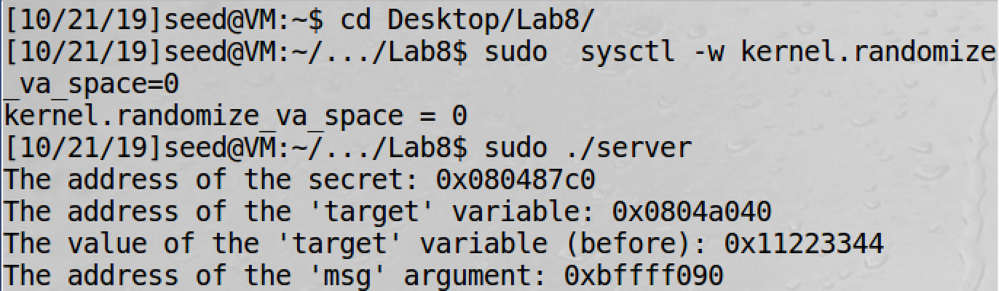 [10/21/19]seed@VM:~$ cd Desktop/Lab8/
[10/21/19]seed@VM:~/.../Lab8$ sudo  sysctl -w kernel.randomize
_va_space=0
kernel.randomize_va_space = 0
[10/21/19]seed@VM:~/.../Lab8$ sudo ./server
The address of the secret: 0x080487c0
The address of the 'target' variable: 0x0804a040
The value of the 'target' variable (before): 0x11223344
The address of the 'msg' argument: 0xbffff090